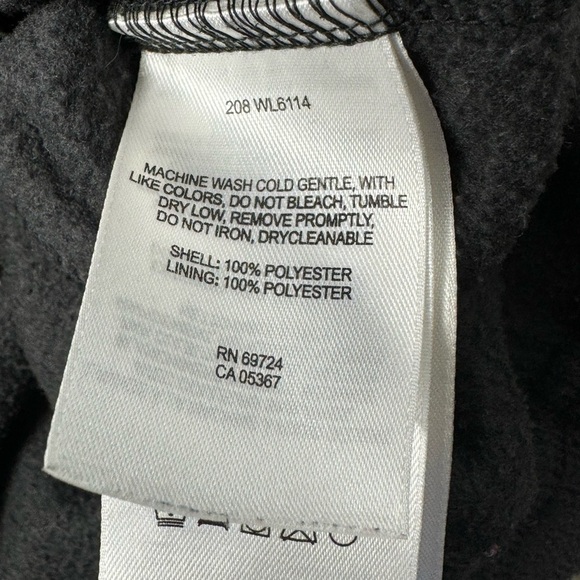 208 WL6114
MACHINE WASH COLD GENTLE, WITH
LIKE COLORS, DO NOT BLEACH, TUMBLE
DRY LOW, REMOVE PROMPTLY,
DO NOT IRON, DRYCLEANABLE
SHELL: 100% POLYESTER
LINING: 100% POLYESTER
RN 69724
CA 05367